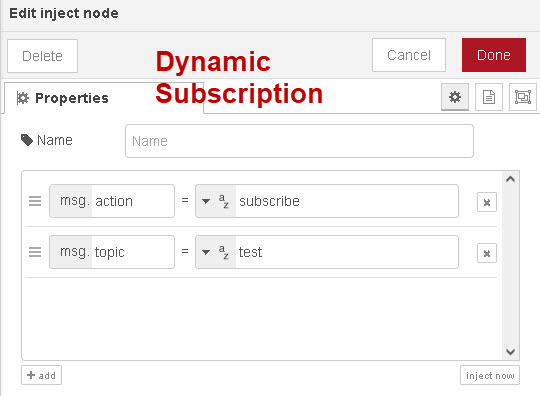 Edit inject node
Delete
Dynamic
Subscription
Cancel
Done
Properties
Name
Name
msg. action = az subscribe
msg. topic = az test
+ add
inject now